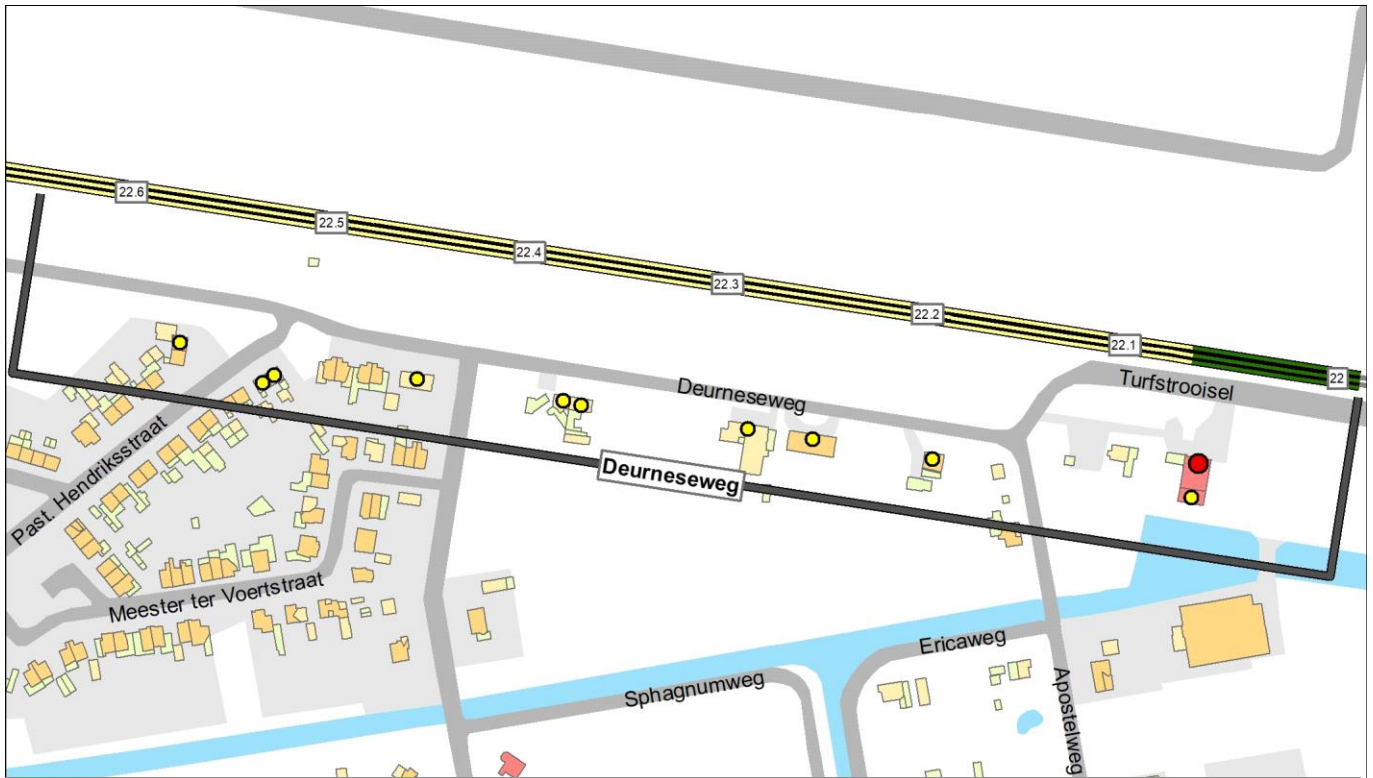 22.6
22.5
22.4
22.3
22.2
22.1
22
Turfstrooisel
Deurneseweg
Deurneseweg
Past. Hendriksstraat
Meester ter Voertstraat
Ericaweg
Sphagnumweg
Apostelweg